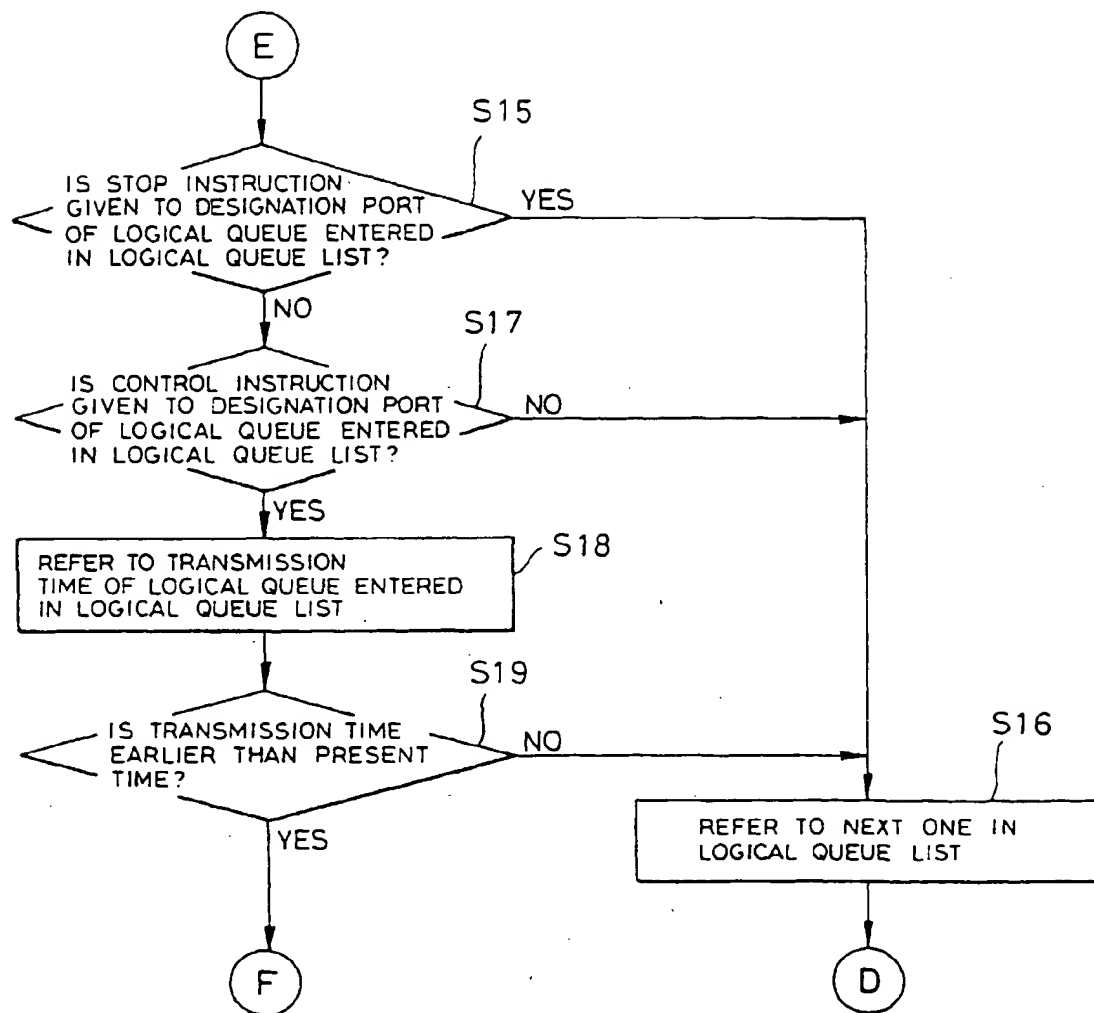 E
S15
IS STOP INSTRUCTION
GIVEN TO DESIGNATION PORT
OF LOGICAL QUEUE ENTERED
IN LOGICAL QUEUE LIST?
YES
NO
S17
IS CONTROL INSTRUCTION
GIVEN TO DESIGNATION PORT
OF LOGICAL QUEUE ENTERED
IN LOGICAL QUEUE LIST?
NO
YES
S18
REFER TO TRANSMISSION
TIME OF LOGICAL QUEUE ENTERED
IN LOGICAL QUEUE LIST
S19
IS TRANSMISSION TIME
EARLIER THAN PRESENT
TIME?
NO
YES
S16
REFER TO NEXT ONE IN
LOGICAL QUEUE LIST
F
D